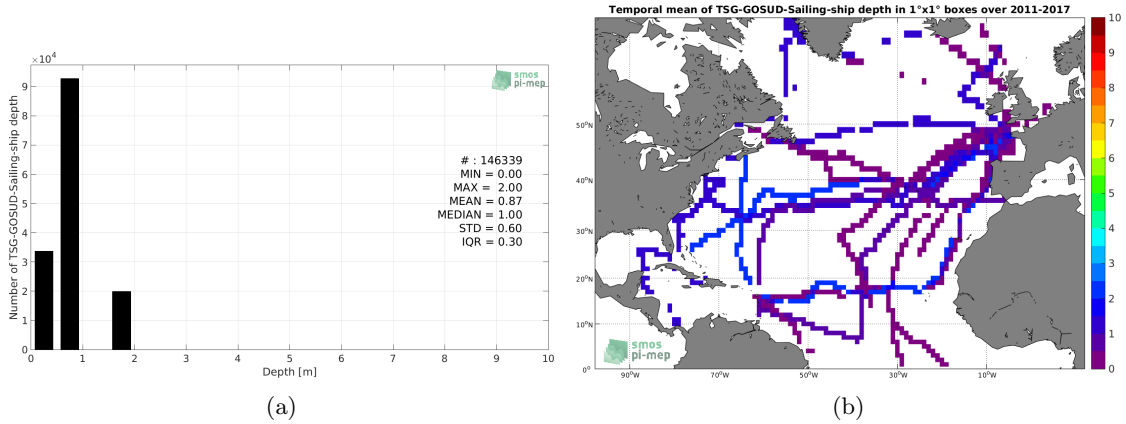 ×10⁴
9
8
7
6
5
4
3
2
1
0
Number of TSG-GOSUD-Sailing-ship depth
smos
pi-mep
# : 146339
MIN = 0.00
MAX = 2.00
MEAN = 0.87
MEDIAN = 1.00
STD = 0.60
IQR = 0.30
0 1 2 3 4 5 6 7 8 9 10
Depth [m]
(a)
Temporal mean of TSG-GOSUD-Sailing-ship depth in 1°x1° boxes over 2011-2017
50°N
40°N
30°N
20°N
10°N
0°
90°W 70°W 50°W 30°W 10°W
smos
pi-mep
10
9
8
7
6
5
4
3
2
1
0
(b)